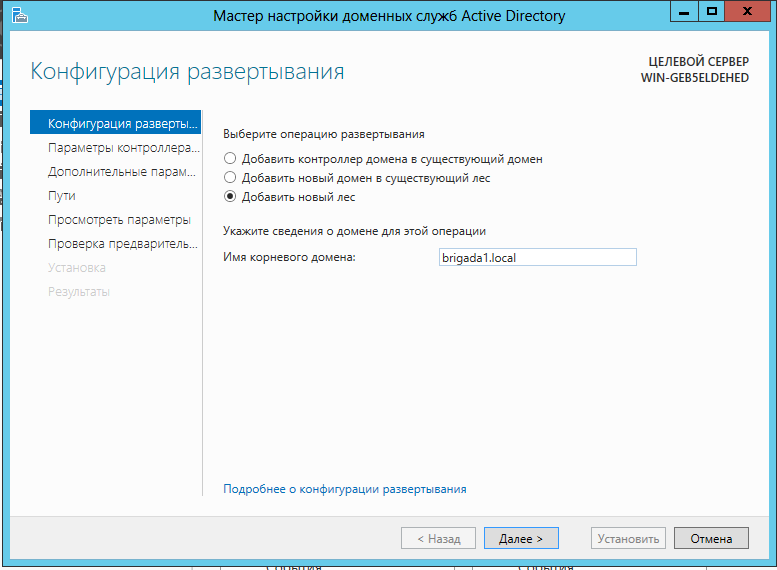 Мастер настройки доменных служб Active Directory
Конфигурация развертывания
ЦЕЛЕВОЙ СЕРВЕР
WIN-GEB5ELDEHED
Конфигурация разверты...
Параметры контроллера...
Дополнительные парам...
Пути
Просмотреть параметры
Проверка предваритель...
Установка
Результаты
Выберите операцию развертывания
Добавить контроллер домена в существующий домен
Добавить новый домен в существующий лес
Добавить новый лес
Укажите сведения о домене для этой операции
Имя корневого домена:
brigada1.local
Подробнее о конфигурации развертывания
< Назад
Далее >
Установить
Отмена